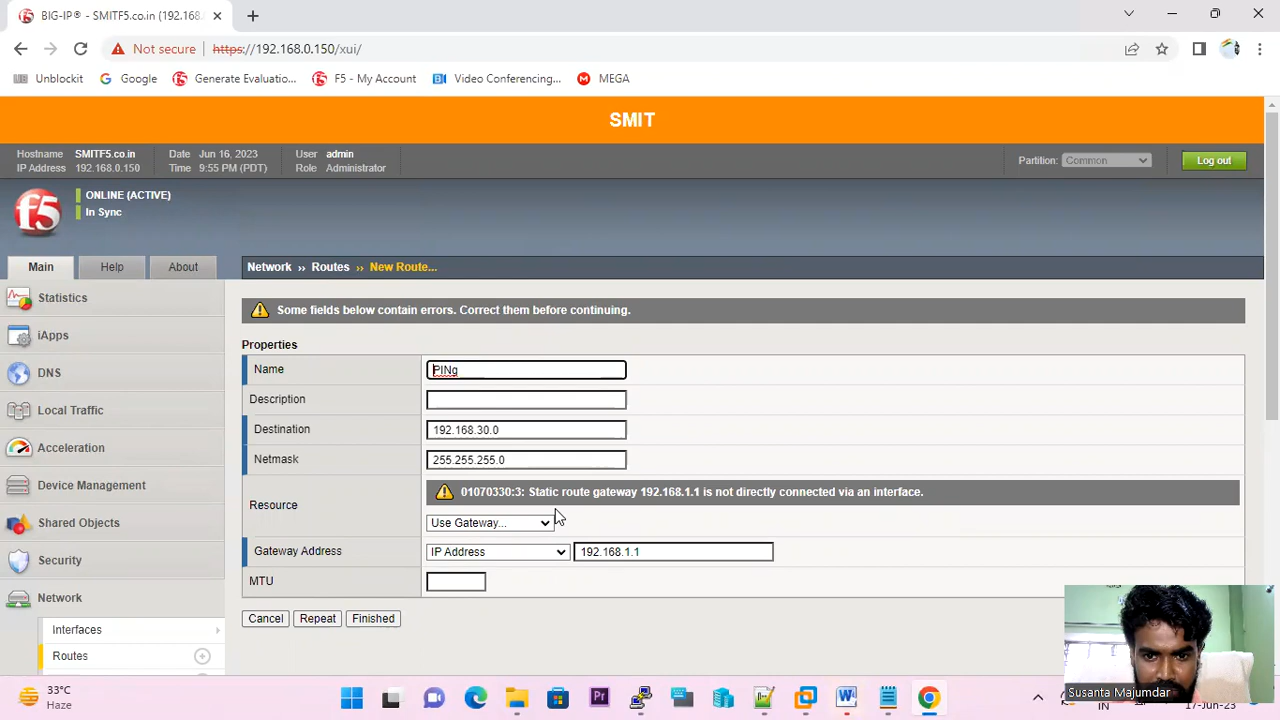 BIG-IP® - SMITF5.co.in (192.168.
Not secure
https://192.168.0.150/xui/
Unblockit
Google
Generate Evaluatio...
F5 - My Account
Video Conferencing...
MEGA
SMIT
Hostname SMITF5.co.in Date Jun 16, 2023 User admin
IP Address 192.168.0.150 Time 9:55 PM (PDT) Role Administrator
Partition: Common
Log out
f5
ONLINE (ACTIVE)
In Sync
Main Help About
Network ›› Routes ›› New Route...
Statistics
iApps
DNS
Local Traffic
Acceleration
Device Management
Shared Objects
Security
Network
Interfaces
Routes
Some fields below contain errors. Correct them before continuing.
Properties
Name PINg
Description
Destination 192.168.30.0
Netmask 255.255.255.0
Resource
01070330:3: Static route gateway 192.168.1.1 is not directly connected via an interface.
Use Gateway...
Gateway Address IP Address 192.168.1.1
MTU
Cancel Repeat Finished
Susanta Majumdar
33°C
Haze
IN
17-Jun-23